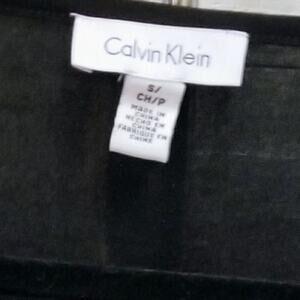 Calvin Klein
S/
CH/P
MADE IN
CHINA
HECHO EN
CHINA
FABRIQUÉ EN
CHINE